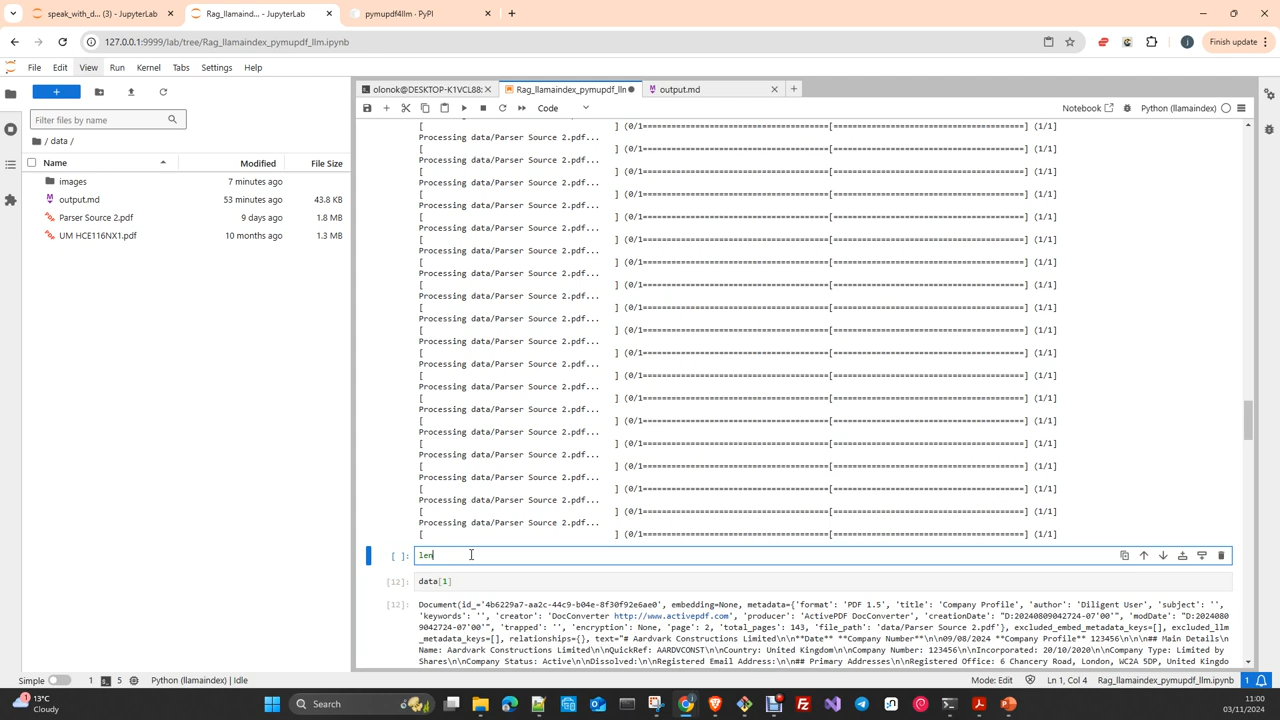 speak_with_d... (3) - JupyterLab
Rag_llamaind... - JupyterLab
pymupdf4llm · PyPI
127.0.0.1:9999/lab/tree/Rag_llamaindex_pymupdf_llm.ipynb
Finish update
File Edit View Run Kernel Tabs Settings Help
olonok@DESKTOP-K1VCL88:
Rag_llamaindex_pymupdf_lln
output.md
Code
Notebook
Python (llamaindex)
Filter files by name
/ data /
Name Modified File Size
images 7 minutes ago
output.md 53 minutes ago 43.8 KB
Parser Source 2.pdf 9 days ago 1.8 MB
UM HCE116NX1.pdf 10 months ago 1.3 MB
[ ] (0/1========================================[========================================] (1/1]
Processing data/Parser Source 2.pdf...
[ ] (0/1========================================[========================================] (1/1]
Processing data/Parser Source 2.pdf...
[ ] (0/1========================================[========================================] (1/1]
Processing data/Parser Source 2.pdf...
[ ] (0/1========================================[========================================] (1/1]
Processing data/Parser Source 2.pdf...
[ ] (0/1========================================[========================================] (1/1]
Processing data/Parser Source 2.pdf...
[ ] (0/1========================================[========================================] (1/1]
Processing data/Parser Source 2.pdf...
[ ] (0/1========================================[========================================] (1/1]
Processing data/Parser Source 2.pdf...
[ ] (0/1========================================[========================================] (1/1]
Processing data/Parser Source 2.pdf...
[ ] (0/1========================================[========================================] (1/1]
Processing data/Parser Source 2.pdf...
[ ] (0/1========================================[========================================] (1/1]
Processing data/Parser Source 2.pdf...
[ ] (0/1========================================[========================================] (1/1]
Processing data/Parser Source 2.pdf...
[ ] (0/1========================================[========================================] (1/1]
Processing data/Parser Source 2.pdf...
[ ] (0/1========================================[========================================] (1/1]
Processing data/Parser Source 2.pdf...
[ ] (0/1========================================[========================================] (1/1]
Processing data/Parser Source 2.pdf...
[ ] (0/1========================================[========================================] (1/1]
Processing data/Parser Source 2.pdf...
[ ] (0/1========================================[========================================] (1/1]
Processing data/Parser Source 2.pdf...
[ ] (0/1========================================[========================================] (1/1]
Processing data/Parser Source 2.pdf...
[ ] (0/1========================================[========================================] (1/1]
Processing data/Parser Source 2.pdf...
[ ] (0/1========================================[========================================] (1/1]
[ ]: len
[12]: data[1]
[12]: Document(id_='4b6229a7-aa2c-44c9-b04e-8f30f92e6ae0', embedding=None, metadata={'format': 'PDF 1.5', 'title': 'Company Profile', 'author': 'Diligent User', 'subject': '',
'keywords': '', 'creator': 'DocConverter http://www.activepdf.com', 'producer': 'ActivePDF DocConverter', 'creationDate': "D:20240809042724-07'00'", 'modDate': "D:2024080
9042724-07'00'", 'trapped': '', 'encryption': None, 'page': 2, 'total_pages': 143, 'file_path': 'data/Parser Source 2.pdf'}, excluded_embed_metadata_keys=[], excluded_llm
_metadata_keys=[], relationships={}, text="# Aardvark Constructions Limited\n\n**Date** **Company Number**\n\n09/08/2024 **Company Profile** 123456\n\n\n## Main Details\n
Name: Aardvark Constructions Limited\n\nQuickRef: AARDVCONST\n\nCountry: United Kingdom\n\nCompany Number: 123456\n\nIncorporated: 20/10/2020\n\nCompany Type: Limited by
Shares\n\nCompany Status: Active\n\nDissolved:\n\nRegistered Email Address:\n\n## Primary Addresses\n\nRegistered Office: 6 Chancery Road, London, WC2A 5DP, United Kingdo
Simple 1 5 Python (llamaindex) | Idle Mode: Edit Ln 1, Col 4 Rag_llamaindex_pymupdf_llm.ipynb 1
13°C
Cloudy
Search
11:00
03/11/2024